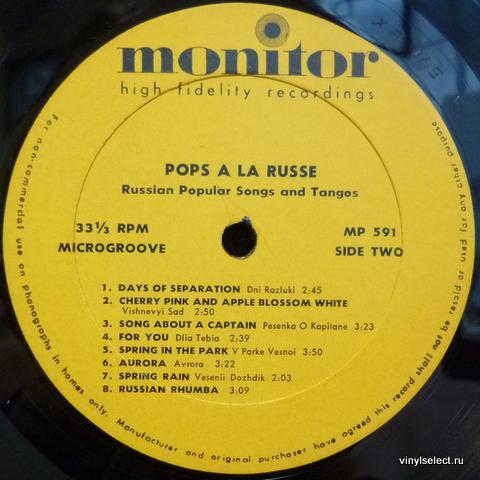 monitor
high fidelity recordings
POPS A LA RUSSE
Russian Popular Songs and Tangos
33⅓ RPM
MICROGROOVE
MP 591
SIDE TWO
1. DAYS OF SEPARATION Dni Razluki 2:45
2. CHERRY PINK AND APPLE BLOSSOM WHITE
Vishnevyi Sad 2:50
3. SONG ABOUT A CAPTAIN Pesenka O Kapitane 3:23
4. FOR YOU Dlia Tebia 2:39
5. SPRING IN THE PARK V Parke Vesnoi 3:50
6. AURORA Avrora 3:22
7. SPRING RAIN Vesenii Dozhdik 2:03
8. RUSSIAN RHUMBA 3:09
for non-commercial use on phonographs in homes only. Manufacturer and original purchaser have agreed this record shall not be resold or used for any other purpose
vinylselect.ru